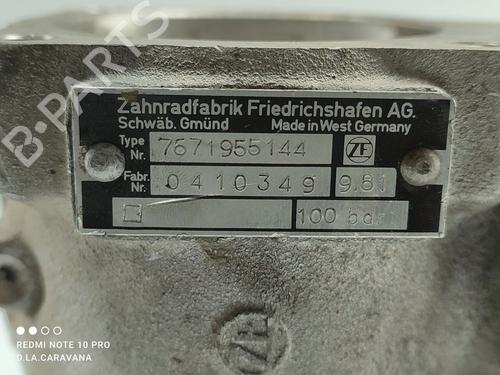 Zahnradfabrik Friedrichshafen AG.
Schwäb. Gmünd Made in West Germany
Type Nr. 7671955144 ZF
Fabr. Nr. 0410349 9.81
100 bar
ZF
B-PARTS
REDMI NOTE 10 PRO
D.LA.CARAVANA